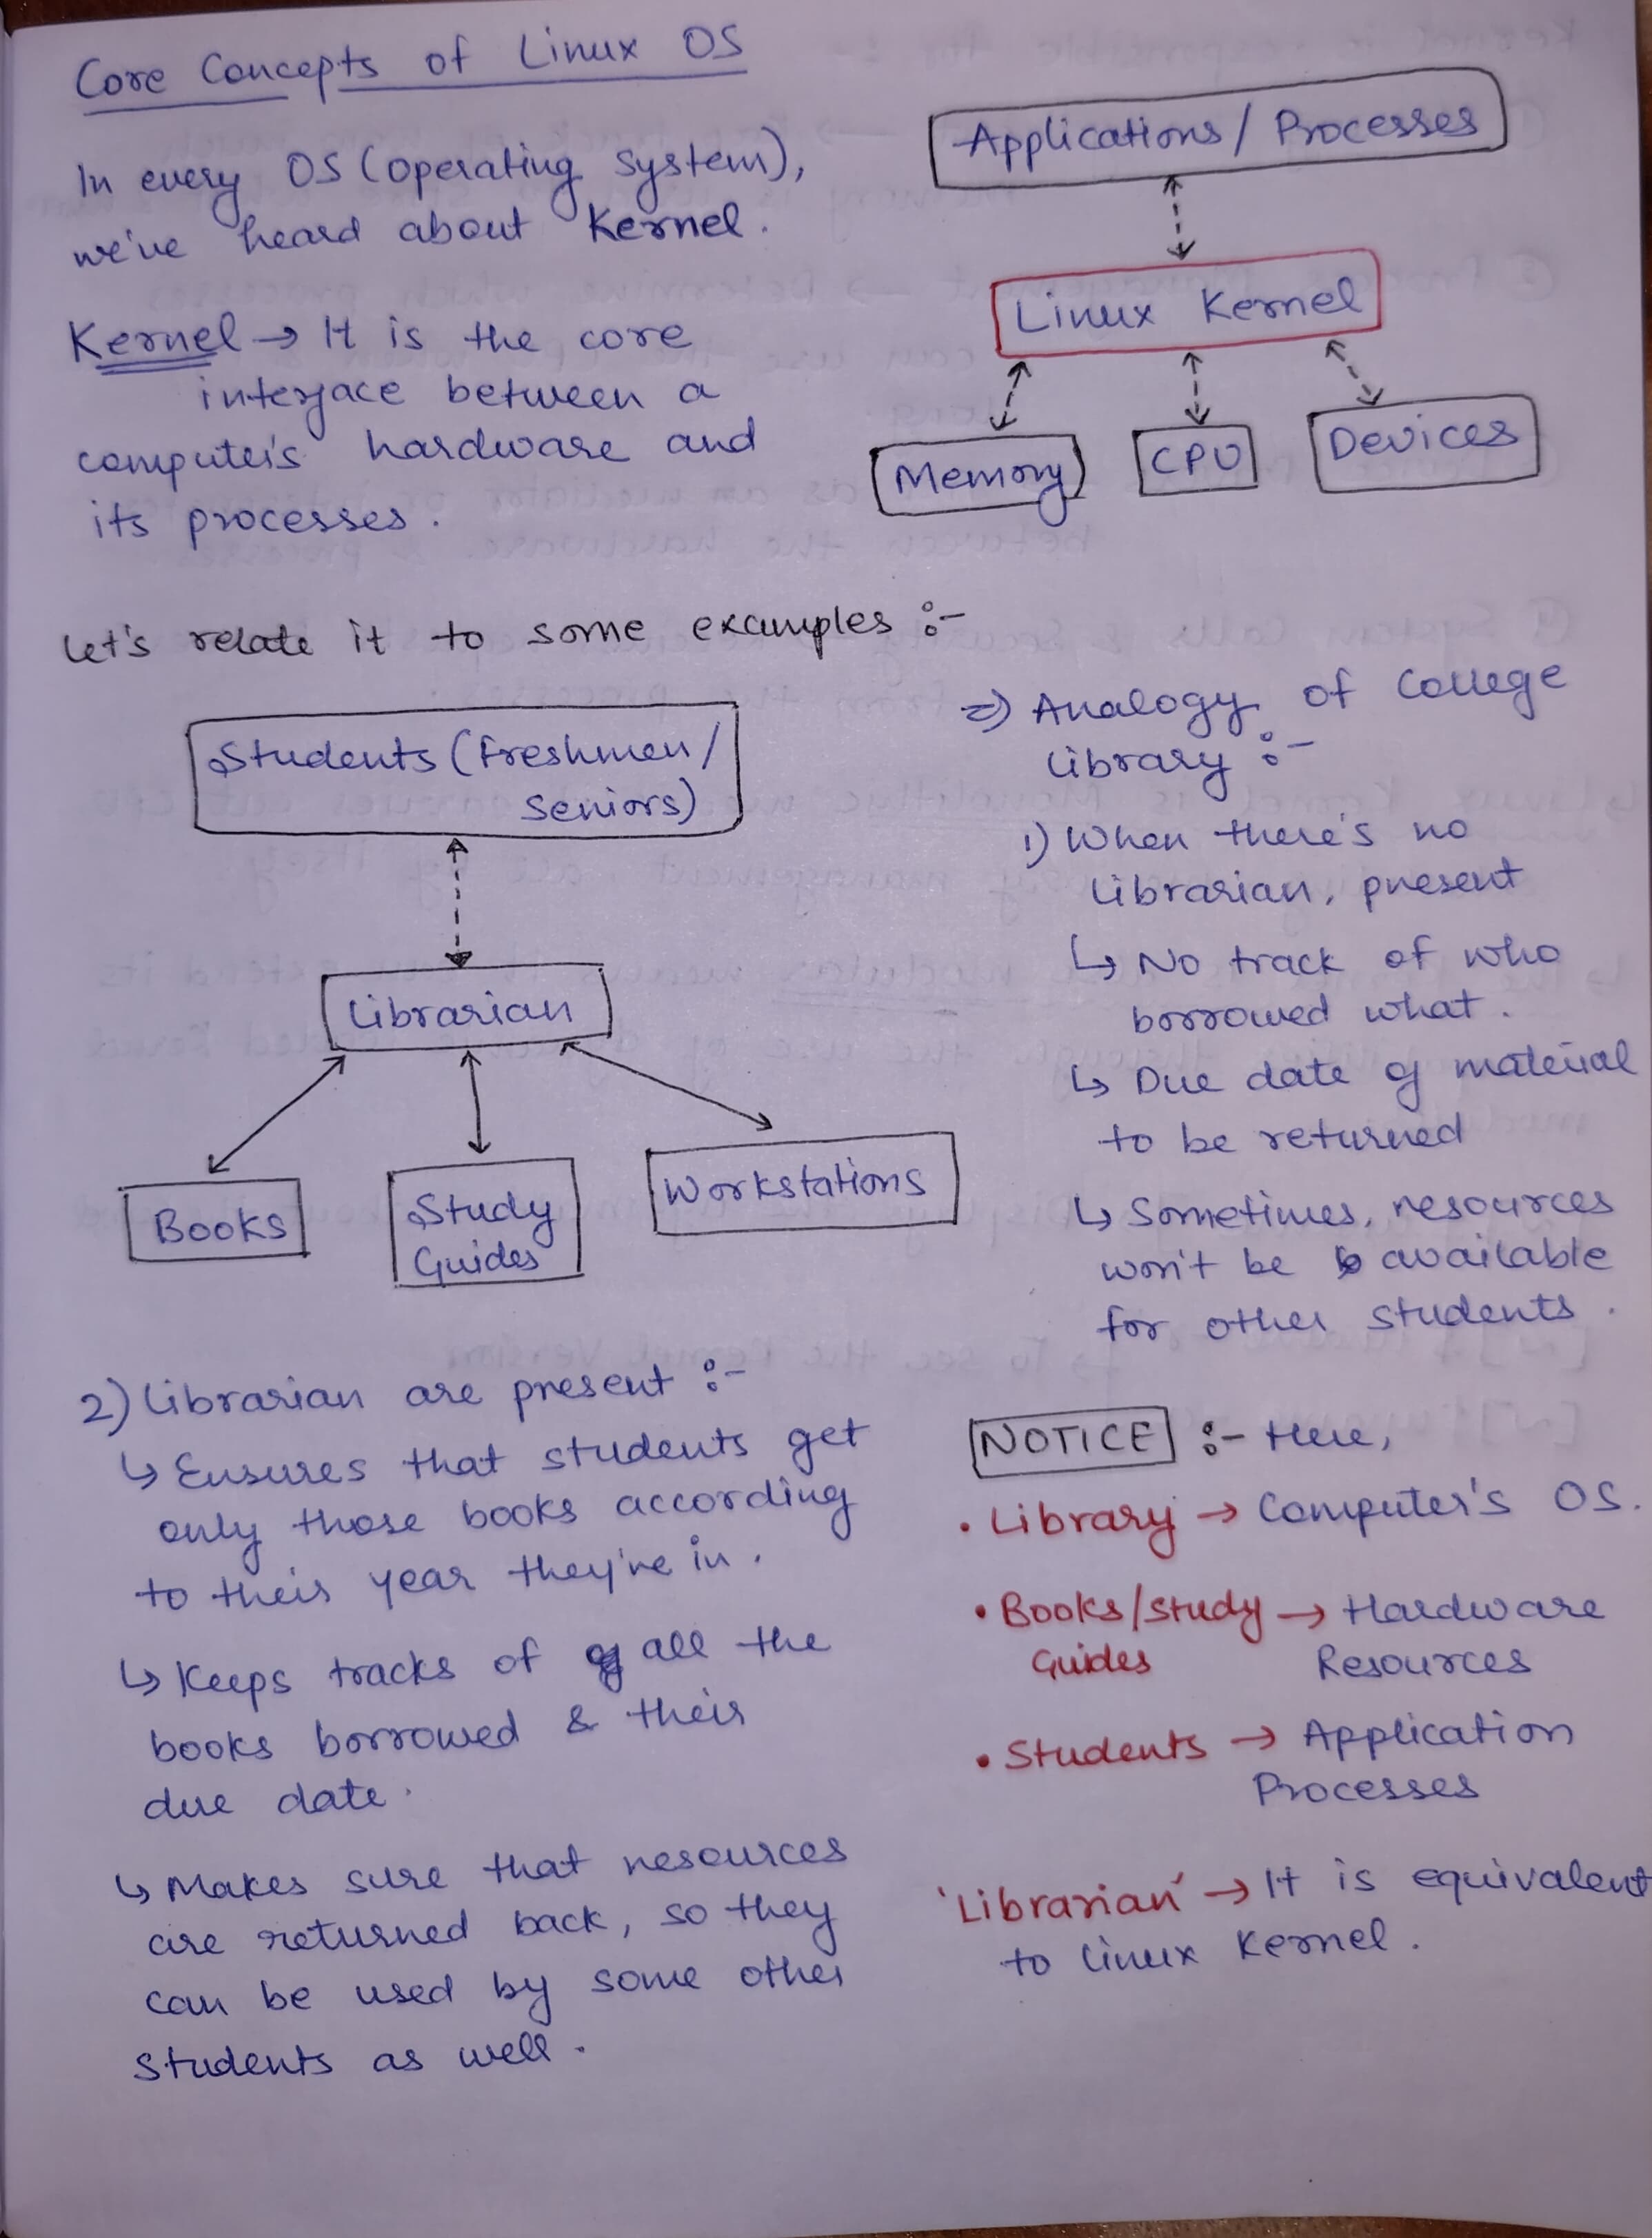 Core Concepts of Linux OS
In every OS (operating system),
we've heard about Kernel.
Kernel → It is the core
interface between a
computer's hardware and
its processes.
Applications / Processes
Linux Kernel
Memory
CPU
Devices
Let's relate it to some examples :-
Students (freshmen/
seniors)
Librarian
Books
Study
Guides
Workstations
=> Analogy of College
Library :-
1) When there's no
librarian, present
↳ No track of who
borrowed what.
↳ Due date of material
to be returned
↳ Sometimes, resources
won't be available
for other students.
2) Librarian are present :-
↳ Ensures that students get
only those books according
to their year they're in.
↳ Keeps tracks of all the
books borrowed & their
due date.
↳ Makes sure that resources
are returned back, so they
can be used by some other
students as well.
NOTICE :- Here,
• Library → Computer's OS.
• Books/Study → Hardware
Guides Resources
• Students → Application
Processes
'Librarian' → It is equivalent
to Linux Kernel.